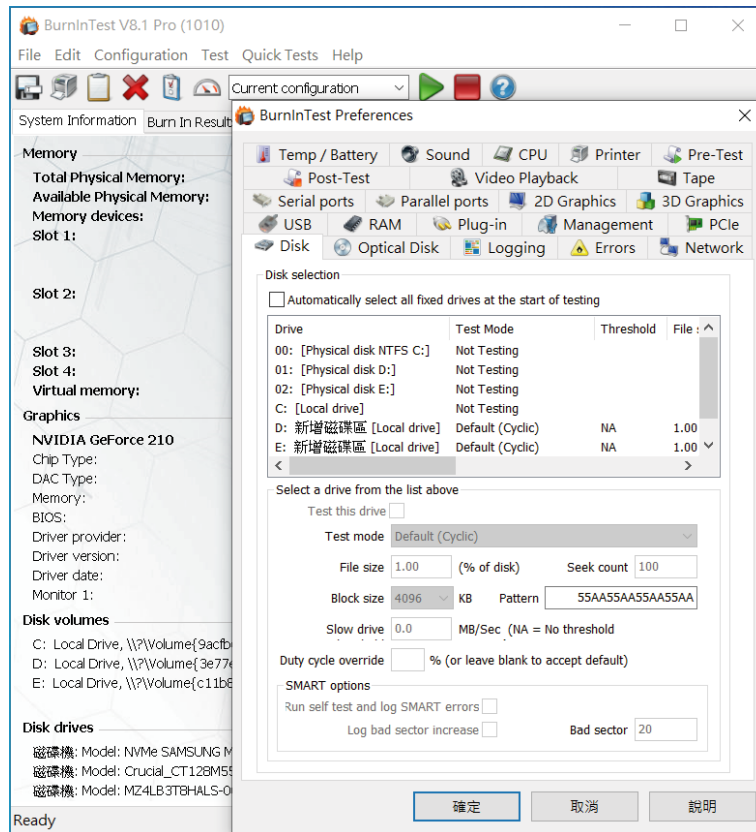 BurnInTest V8.1 Pro (1010)
File Edit Configuration Test Quick Tests Help
Current configuration
System Information Burn In Result
Memory
Total Physical Memory:
Available Physical Memory:
Memory devices:
Slot 1:
Slot 2:
Slot 3:
Slot 4:
Virtual memory:
Graphics
NVIDIA GeForce 210
Chip Type:
DAC Type:
Memory:
BIOS:
Driver provider:
Driver version:
Driver date:
Monitor 1:
Disk volumes
C: Local Drive, \\?\Volume{9acfb
D: Local Drive, \\?\Volume{3e77
E: Local Drive, \\?\Volume{c11b8
Disk drives
磁碟機: Model: NVMe SAMSUNG M
磁碟機: Model: Crucial_CT128M55
磁碟機: Model: MZ4LB3T8HALS-0
Ready
BurnInTest Preferences
Temp / Battery Sound CPU Printer Pre-Test
Post-Test Video Playback Tape
Serial ports Parallel ports 2D Graphics 3D Graphics
USB RAM Plug-in Management PCIe
Disk Optical Disk Logging Errors Network
Disk selection
Automatically select all fixed drives at the start of testing
Drive Test Mode Threshold File
00: [Physical disk NTFS C:] Not Testing
01: [Physical disk D:] Not Testing
02: [Physical disk E:] Not Testing
C: [Local drive] Not Testing
D: 新增磁碟區 [Local drive] Default (Cyclic) NA 1.00
E: 新增磁碟區 [Local drive] Default (Cyclic) NA 1.00
Select a drive from the list above
Test this drive
Test mode Default (Cyclic)
File size 1.00 (% of disk) Seek count 100
Block size 4096 KB Pattern 55AA55AA55AA55AA
Slow drive 0.0 MB/Sec (NA = No threshold
Duty cycle override % (or leave blank to accept default)
SMART options
Run self test and log SMART errors
Log bad sector increase Bad sector 20
確定 取消 說明